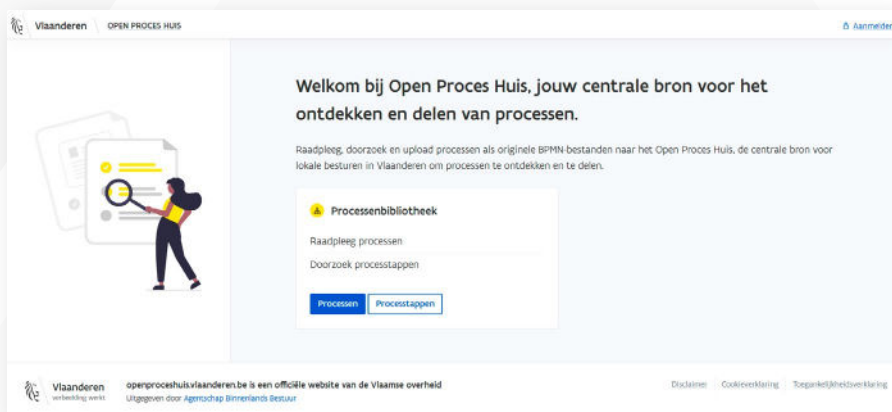 Vlaanderen OPEN PROCES HUIS Aanmelden
Welkom bij Open Proces Huis, jouw centrale bron voor het
ontdekken en delen van processen.
Raadpleeg, doorzoek en upload processen als originele BPMN-bestanden naar het Open Proces Huis, de centrale bron voor
lokale besturen in Vlaanderen om processen te ontdekken en te delen.
Processenbibliotheek
Raadpleeg processen
Doorzoek processtappen
Processen Processtappen
Vlaanderen
verbeelding werkt
openproceshuis.vlaanderen.be is een officiële website van de Vlaamse overheid
Uitgegeven door Agentschap Binnenlands Bestuur
Disclaimer Cookieverklaring Toegankelijkheidsverklaring